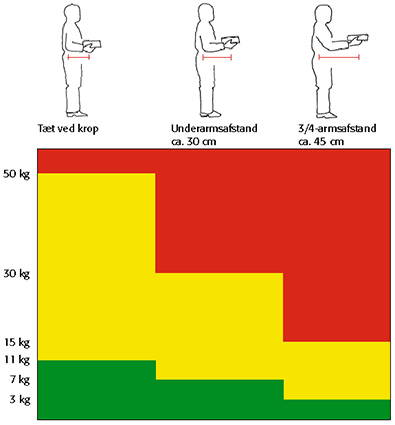 Tæt ved krop
Underarmsafstand
ca. 30 cm
3/4-armsafstand
ca. 45 cm
50 kg
30 kg
15 kg
11 kg
7 kg
3 kg